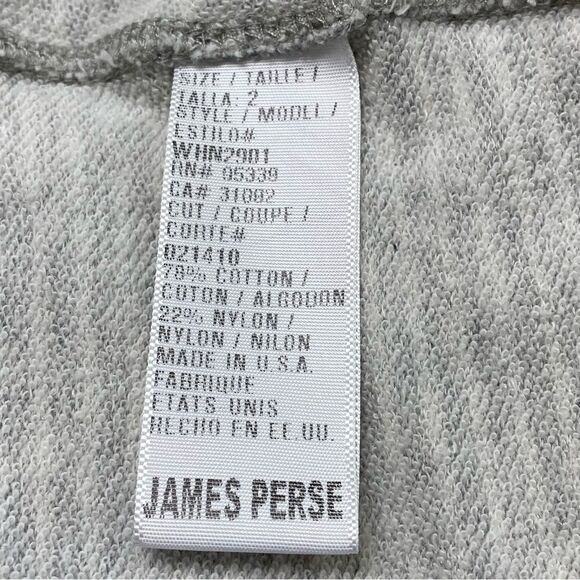 SIZE / TAILLE /
TALLA: 2
STYLE / MODEL /
ESTILO#
WHN2901
RN# 95339
CA# 31092
CUT / COUPE /
CORTE#
021410
78% COTTON /
COTON / ALGODON
22% NYLON /
NYLON / NILON
MADE IN U.S.A.
FABRIQUE
ETATS UNIS
HECHO EN EE.UU.
JAMES PERSE